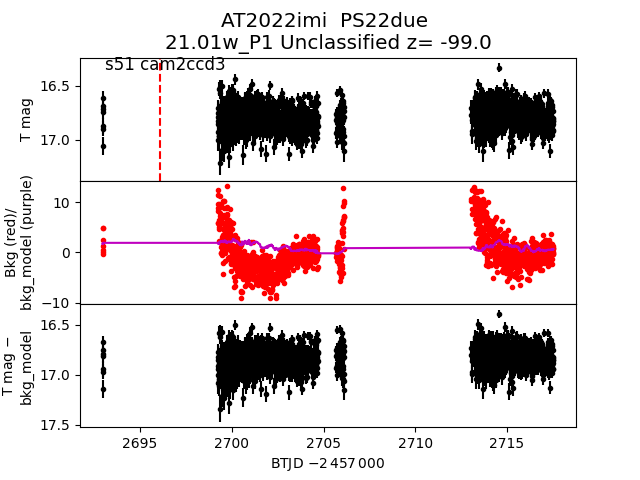 AT2022imi  PS22due
21.01w_P1 Unclassified z= -99.0
s51 cam2ccd3
16.5
17.0
T mag
10
0
−10
Bkg (red)/
bkg_model (purple)
16.5
17.0
17.5
T mag −
bkg_model
2695
2700
2705
2710
2715
BTJD −2 457 000